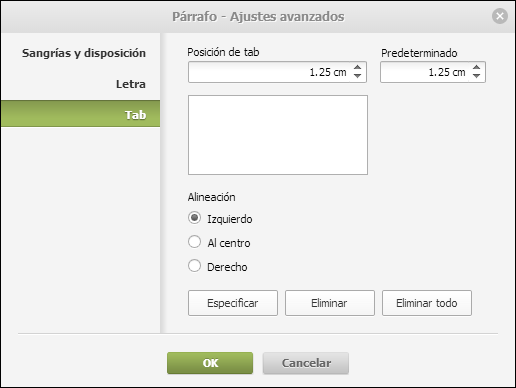 Párrafo - Ajustes avanzados
Sangrías y disposición
Letra
Tab
Posición de tab Predeterminado
1.25 cm 1.25 cm
Alineación
Izquierdo
Al centro
Derecho
Especificar Eliminar Eliminar todo
OK Cancelar